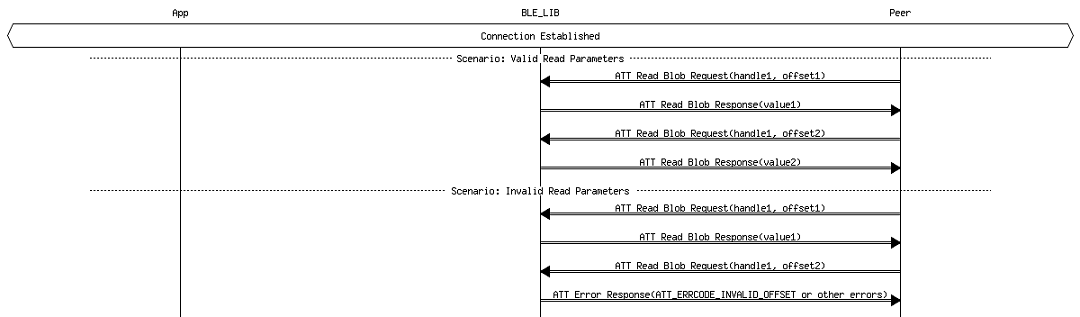 App BLE_LIB Peer
Connection Established
Scenario: Valid Read Parameters
ATT Read Blob Request(handle1, offset1)
ATT Read Blob Response(value1)
ATT Read Blob Request(handle1, offset2)
ATT Read Blob Response(value2)
Scenario: Invalid Read Parameters
ATT Read Blob Request(handle1, offset1)
ATT Read Blob Response(value1)
ATT Read Blob Request(handle1, offset2)
ATT Error Response(ATT_ERRCODE_INVALID_OFFSET or other errors)